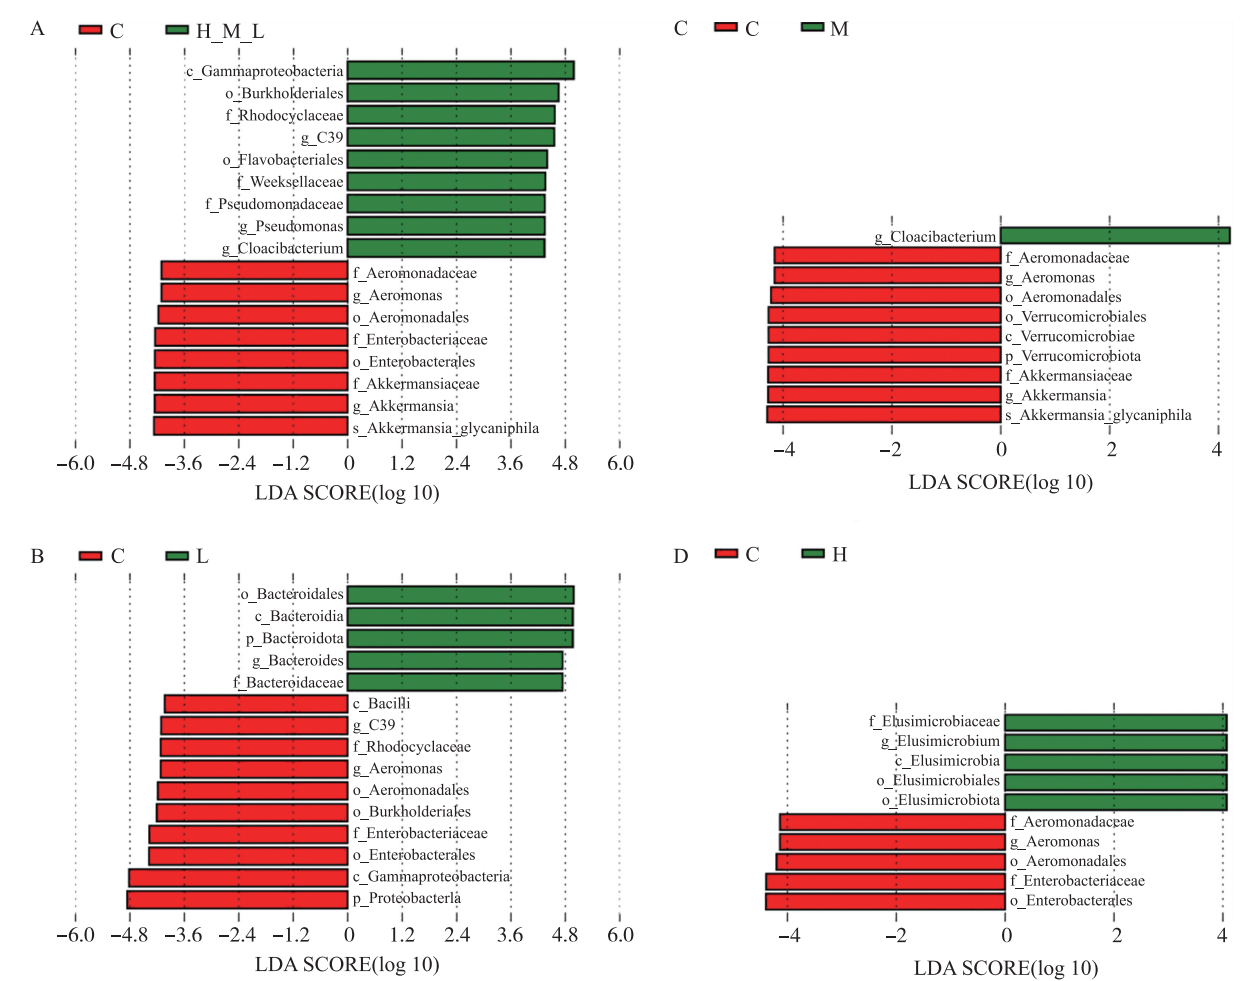 A C H_M_L
c_Gammaproteobacteria
o_Burkholderiales
f_Rhodocyclaceae
g_C39
o_Flavobacteriales
f_Weeksellaceae
f_Pseudomonadaceae
g_Pseudomonas
g_Cloacibacterium
f_Aeromonadaceae
g_Aeromonas
o_Aeromonadales
f_Enterobacteriaceae
o_Enterobacterales
f_Akkermansiaceae
g_Akkermansia
s_Akkermansia_glycaniphila
−6.0 −4.8 −3.6 −2.4 −1.2 0 1.2 2.4 3.6 4.8 6.0
LDA SCORE(log 10)
B C L
o_Bacteroidales
c_Bacteroidia
p_Bacteroidota
g_Bacteroides
f_Bacteroidaceae
c_Bacilli
g_C39
f_Rhodocyclaceae
g_Aeromonas
o_Aeromonadales
o_Burkholderiales
f_Enterobacteriaceae
o_Enterobacterales
c_Gammaproteobacteria
p_Proteobacterla
−6.0 −4.8 −3.6 −2.4 −1.2 0 1.2 2.4 3.6 4.8 6.0
LDA SCORE(log 10)
C C M
g_Cloacibacterium
f_Aeromonadaceae
g_Aeromonas
o_Aeromonadales
o_Verrucomicrobiales
c_Verrucomicrobiae
p_Verrucomicrobiota
f_Akkermansiaceae
g_Akkermansia
s_Akkermansia_glycaniphila
−4 −2 0 2 4
LDA SCORE(log 10)
D C H
f_Elusimicrobiaceae
g_Elusimicrobium
c_Elusimicrobia
o_Elusimicrobiales
o_Elusimicrobiota
f_Aeromonadaceae
g_Aeromonas
o_Aeromonadales
f_Enterobacteriaceae
o_Enterobacterales
−4 −2 0 2 4
LDA SCORE(log 10)